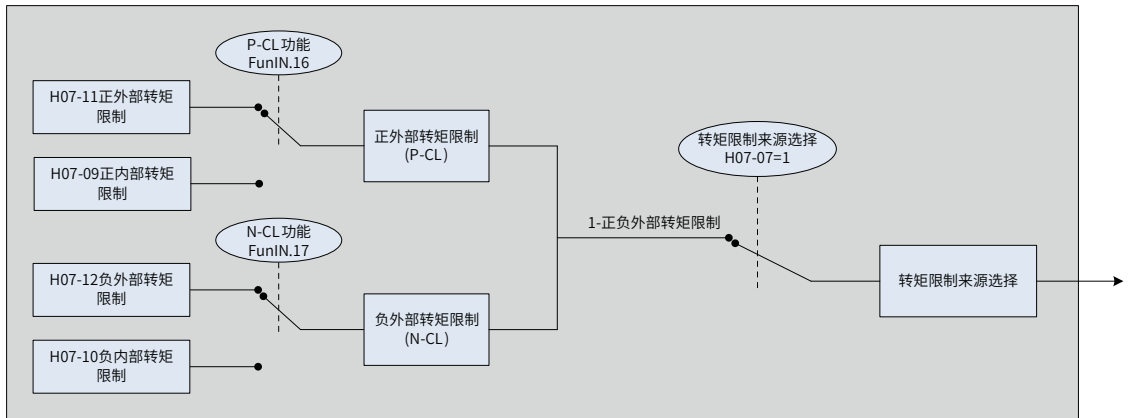 P-CL功能
FunIN.16
H07-11正外部转矩
限制
正外部转矩限制
(P-CL)
H07-09正内部转矩
限制
转矩限制来源选择
H07-07=1
N-CL功能
FunIN.17
1-正负外部转矩限制
H07-12负外部转矩
限制
转矩限制来源选择
负外部转矩限制
(N-CL)
H07-10负内部转矩
限制